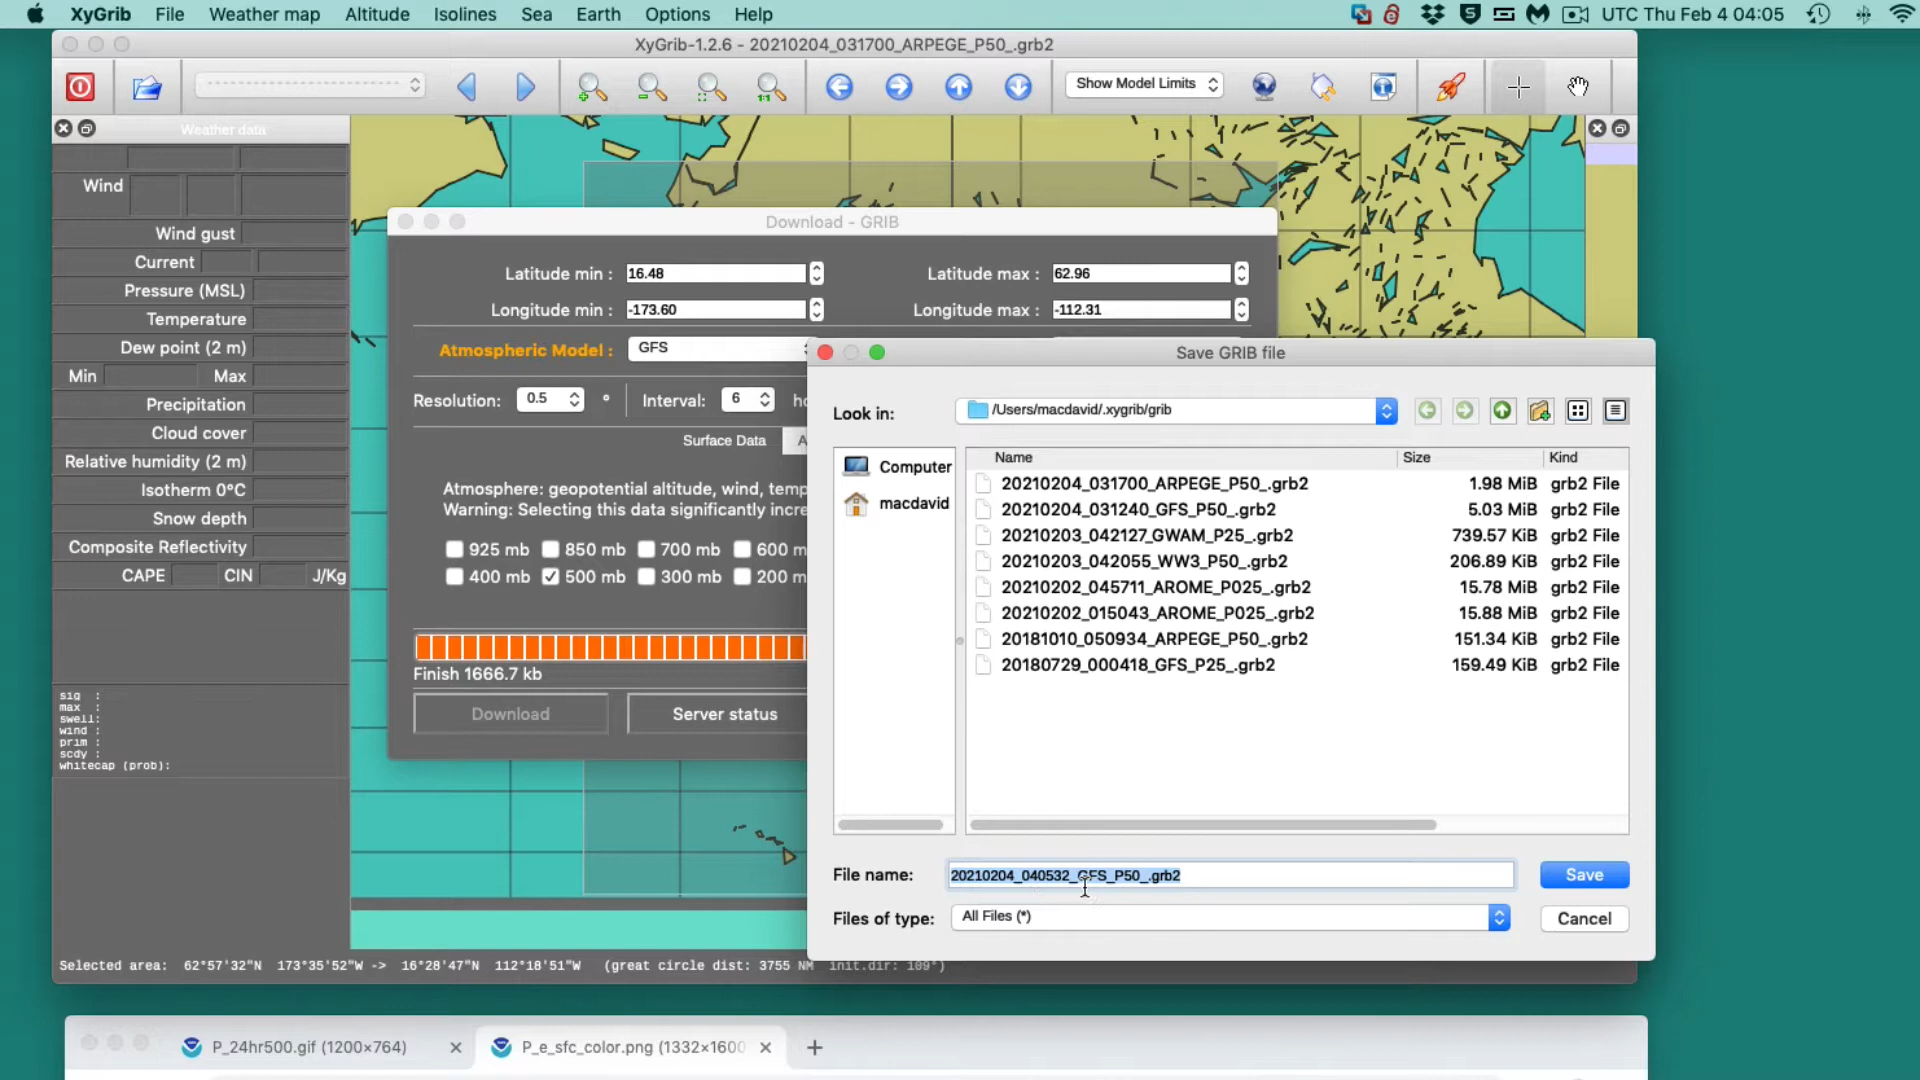 XyGrib File Weather map Altitude Isolines Sea Earth Options Help UTC Thu Feb 4 04:05
XyGrib-1.2.6 - 20210204_031700_ARPEGE_P50_.grb2
Show Model Limits
Weather data
Wind
Wind gust
Current
Pressure (MSL)
Temperature
Dew point (2 m)
Min Max
Precipitation
Cloud cover
Relative humidity (2 m)
Isotherm 0°C
Snow depth
Composite Reflectivity
CAPE CIN J/Kg
sig :
max :
swell:
wind :
prim :
scdy :
whitecap (prob):
Download - GRIB
Latitude min : 16.48 Latitude max : 62.96
Longitude min : -173.60 Longitude max : -112.31
Atmospheric Model : GFS
Resolution: 0.5 ° Interval: 6 ho
Surface Data A
Atmosphere: geopotential altitude, wind, temp
Warning: Selecting this data significantly incre
925 mb 850 mb 700 mb 600 m
400 mb 500 mb 300 mb 200 m
Finish 1666.7 kb
Download Server status
Save GRIB file
Look in: /Users/macdavid/.xygrib/grib
Computer
macdavid
Name Size Kind
20210204_031700_ARPEGE_P50_.grb2 1.98 MiB grb2 File
20210204_031240_GFS_P50_.grb2 5.03 MiB grb2 File
20210203_042127_GWAM_P25_.grb2 739.57 KiB grb2 File
20210203_042055_WW3_P50_.grb2 206.89 KiB grb2 File
20210202_045711_AROME_P025_.grb2 15.78 MiB grb2 File
20210202_015043_AROME_P025_.grb2 15.88 MiB grb2 File
20181010_050934_ARPEGE_P50_.grb2 151.34 KiB grb2 File
20180729_000418_GFS_P25_.grb2 159.49 KiB grb2 File
File name: 20210204_040532_GFS_P50_.grb2 Save
Files of type: All Files (*) Cancel
Selected area: 62°57'32"N 173°35'52"W -> 16°28'47"N 112°18'51"W (great circle dist: 3755 NM init.dir: 109°)
P_24hr500.gif (1200×764) P_e_sfc_color.png (1332×1600